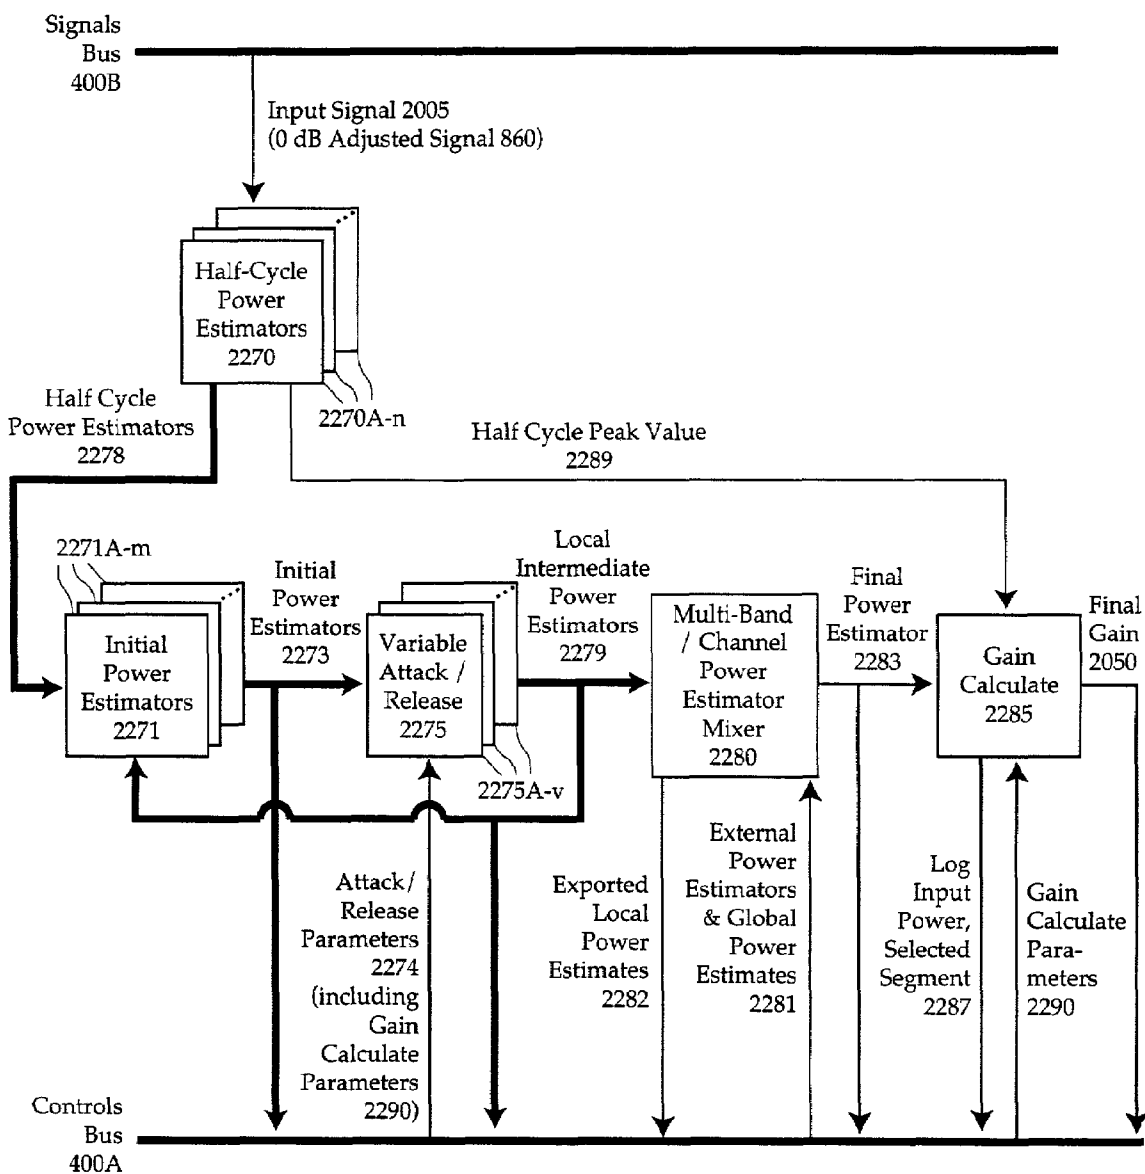 Signals
Bus
400B
Input Signal 2005
(0 dB Adjusted Signal 860)
Half-Cycle
Power
Estimators
2270
2270A-n
Half Cycle
Power Estimators
2278
Half Cycle Peak Value
2289
2271A-m
Initial
Power
Estimators
2271
Initial
Power
Estimators
2273
Variable
Attack /
Release
2275
2275A-v
Local
Intermediate
Power
Estimators
2279
Multi-Band
/ Channel
Power
Estimator
Mixer
2280
Final
Power
Estimator
2283
Gain
Calculate
2285
Final
Gain
2050
Attack/
Release
Parameters
2274
(including
Gain
Calculate
Parameters
2290)
Exported
Local
Power
Estimates
2282
External
Power
Estimators
& Global
Power
Estimates
2281
Log
Input
Power,
Selected
Segment
2287
Gain
Calculate
Para-
meters
2290
Controls
Bus
400A